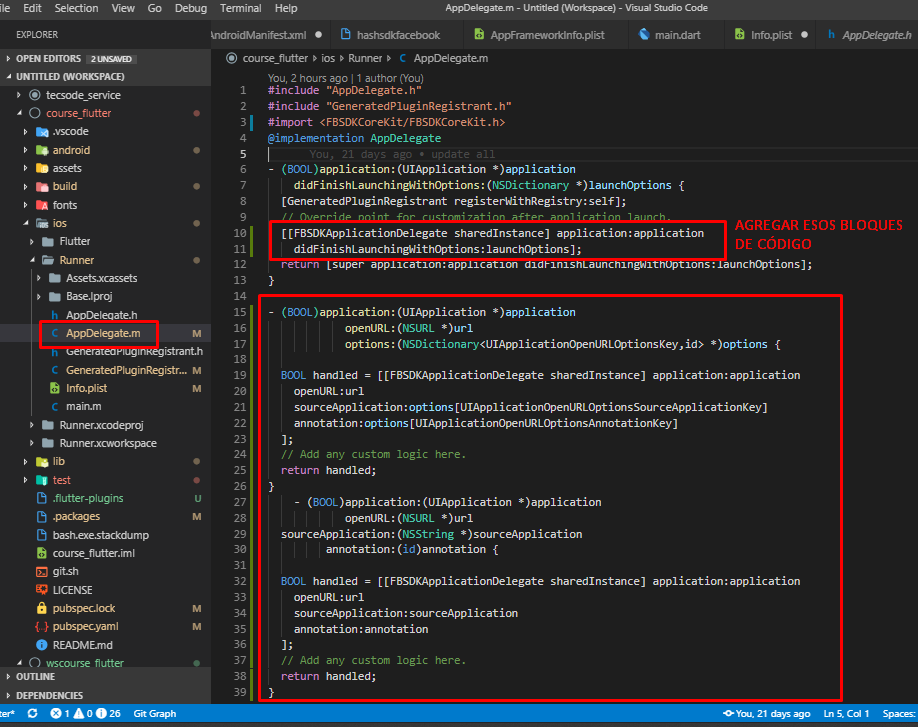 ile Edit Selection View Go Debug Terminal Help AppDelegate.m - Untitled (Workspace) - Visual Studio Code
EXPLORER
AndroidManifest.xml hashsdkfacebook AppFrameworkInfo.plist main.dart Info.plist AppDelegate.h
OPEN EDITORS 2 UNSAVED
UNTITLED (WORKSPACE)
tecsode_service
course_flutter
.vscode
android
assets
build
fonts
ios
Flutter
Runner
Assets.xcassets
Base.lproj
AppDelegate.h
AppDelegate.m M
GeneratedPluginRegistrant.h
GeneratedPluginRegistr... M
Info.plist M
main.m
Runner.xcodeproj
Runner.xcworkspace
lib
test
.flutter-plugins U
.packages M
bash.exe.stackdump
course_flutter.iml
git.sh
LICENSE
pubspec.lock M
pubspec.yaml M
README.md
wscourse_flutter
OUTLINE
DEPENDENCIES
course_flutter › ios › Runner › AppDelegate.m
You, 2 hours ago | 1 author (You)
1 #include "AppDelegate.h"
2 #include "GeneratedPluginRegistrant.h"
3 #import <FBSDKCoreKit/FBSDKCoreKit.h>
4 @implementation AppDelegate
5 You, 21 days ago • update all
6 - (BOOL)application:(UIApplication *)application
7 didFinishLaunchingWithOptions:(NSDictionary *)launchOptions {
8 [GeneratedPluginRegistrant registerWithRegistry:self];
9 // Override point for customization after application launch.
10 [[FBSDKApplicationDelegate sharedInstance] application:application
11 didFinishLaunchingWithOptions:launchOptions];
12 return [super application:application didFinishLaunchingWithOptions:launchOptions];
13 }
14
15 - (BOOL)application:(UIApplication *)application
16 openURL:(NSURL *)url
17 options:(NSDictionary<UIApplicationOpenURLOptionsKey,id> *)options {
18
19 BOOL handled = [[FBSDKApplicationDelegate sharedInstance] application:application
20 openURL:url
21 sourceApplication:options[UIApplicationOpenURLOptionsSourceApplicationKey]
22 annotation:options[UIApplicationOpenURLOptionsAnnotationKey]
23 ];
24 // Add any custom logic here.
25 return handled;
26 }
27 - (BOOL)application:(UIApplication *)application
28 openURL:(NSURL *)url
29 sourceApplication:(NSString *)sourceApplication
30 annotation:(id)annotation {
31
32 BOOL handled = [[FBSDKApplicationDelegate sharedInstance] application:application
33 openURL:url
34 sourceApplication:sourceApplication
35 annotation:annotation
36 ];
37 // Add any custom logic here.
38 return handled;
39 }
AGREGAR ESOS BLOQUES
DE CÓDIGO
ter* 1 0 26 Git Graph You, 21 days ago Ln 5, Col 1 Spaces: